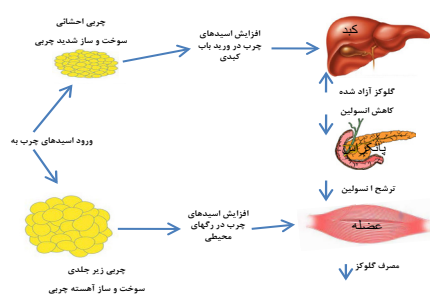 چربی احشائی
سوخت و ساز شدید چربی
افزایش اسیدهای
چرب در ورید باب
کبدی
کبد
گلوکز آزاد شده
کاهش انسولین
ورود اسیدهای چرب به
پانکراس
ترشح ا نسولین
افزایش اسیدهای
چرب در رگهای
محیطی
عضله
مصرف گلوکز
چربی زیر جلدی
سوخت و ساز آهسته چربی